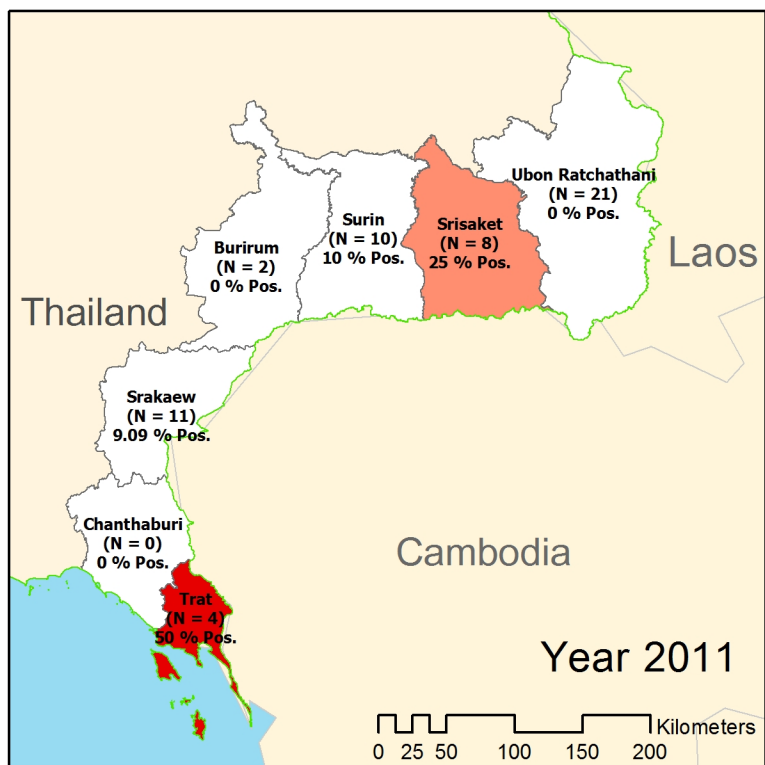 Ubon Ratchathani
(N = 21)
0 % Pos.
Surin
(N = 10)
10 % Pos.
Srisaket
(N = 8)
25 % Pos.
Burirum
(N = 2)
0 % Pos.
Laos
Thailand
Srakaew
(N = 11)
9.09 % Pos.
Chanthaburi
(N = 0)
0 % Pos.
Cambodia
Trat
(N = 4)
50 % Pos.
Year 2011
Kilometers
0 25 50 100 150 200